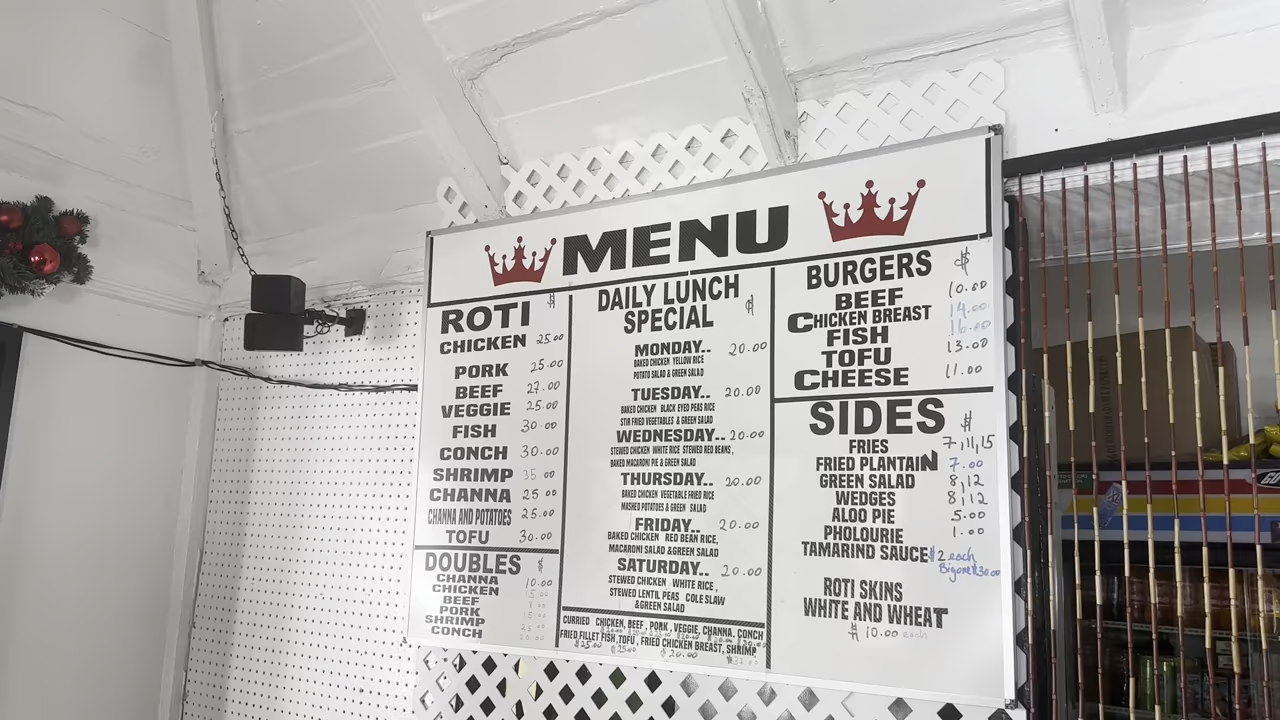 MENU
ROTI $
CHICKEN 25.00
PORK 25.00
BEEF 27.00
VEGGIE 25.00
FISH 30.00
CONCH 30.00
SHRIMP 35.00
CHANNA 25.00
CHANNA AND POTATOES 25.00
TOFU 30.00
DOUBLES $
CHANNA 10.00
CHICKEN
BEEF
PORK
SHRIMP
CONCH
DAILY LUNCH $
SPECIAL
MONDAY.. 20.00
BAKED CHICKEN YELLOW RICE
POTATO SALAD & GREEN SALAD
TUESDAY.. 20.00
BAKED CHICKEN BLACK EYED PEAS RICE
STIR FRIED VEGETABLES & GREEN SALAD
WEDNESDAY.. 20.00
STEWED CHICKEN WHITE RICE STEWED RED BEANS,
BAKED MACARONI PIE & GREEN SALAD
THURSDAY.. 20.00
BAKED CHICKEN VEGETABLE FRIED RICE
MASHED POTATOES & GREEN SALAD
FRIDAY.. 20.00
BAKED CHICKEN RED BEAN RICE,
MACARONI SALAD & GREEN SALAD
SATURDAY.. 20.00
STEWED CHICKEN WHITE RICE,
STEWED LENTIL PEAS COLE SLAW
& GREEN SALAD
CURRIED CHICKEN, BEEF, PORK, VEGGIE, CHANNA, CONCH
FRIED FILLET FISH, TOFU, FRIED CHICKEN BREAST, SHRIMP
$25.00 $25.00 $20.00
BURGERS $
BEEF 10.00
CHICKEN BREAST 14.00
FISH 16.00
TOFU 13.00
CHEESE 11.00
SIDES $
FRIES 7,11,15
FRIED PLANTAIN 7.00
GREEN SALAD 8,12
WEDGES 8,12
ALOO PIE 5.00
PHOLOURIE 1.00
TAMARIND SAUCE $2 each
Bigone $30.00
ROTI SKINS
WHITE AND WHEAT
$10.00 each